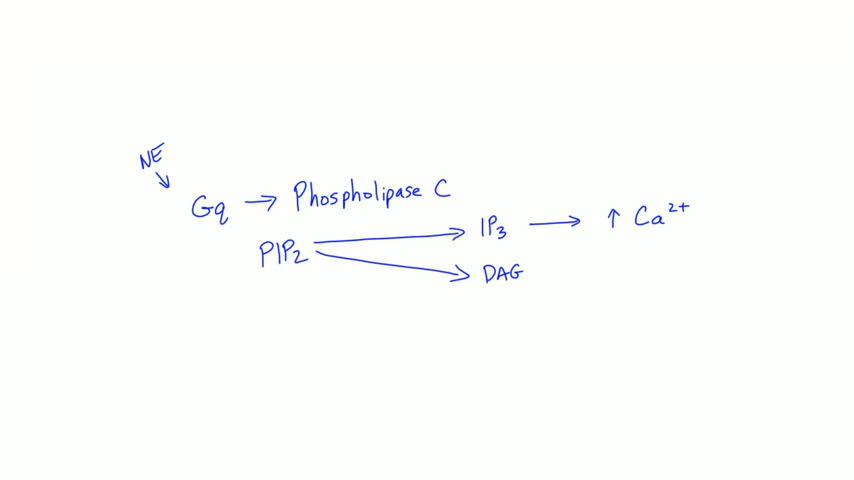 NE
Gq → Phospholipase C
PIP₂ → IP₃ → ↑ Ca²⁺
→ DAG